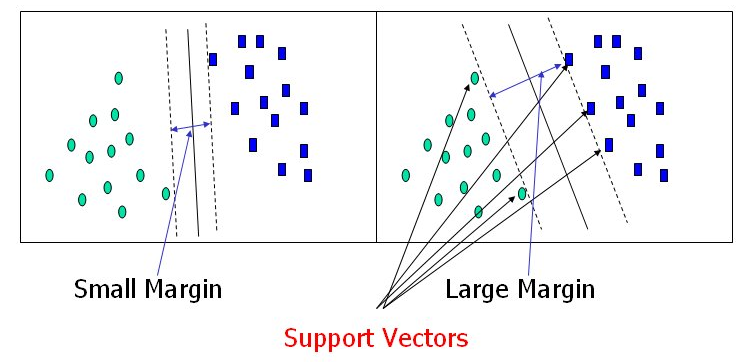 Small Margin
Large Margin
Support Vectors